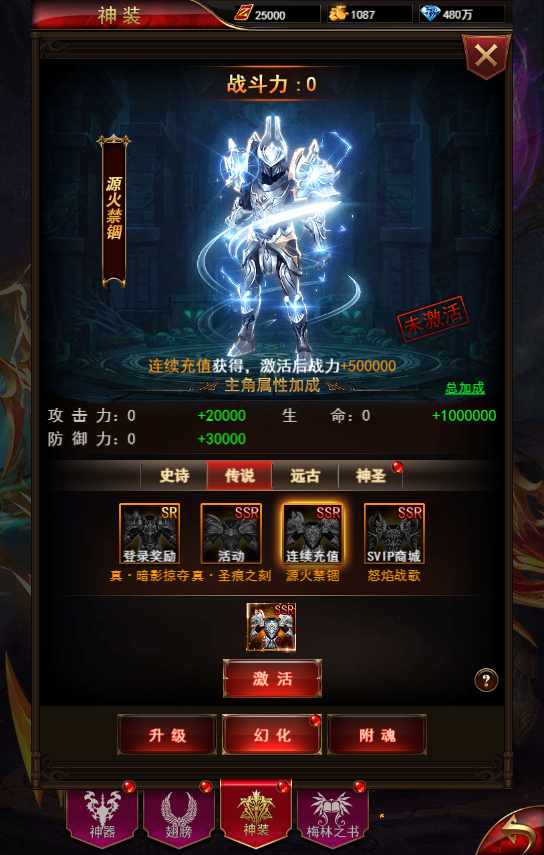 神装
25000
1087
480万
战斗力：0
源火禁锢
未激活
连续充值获得，激活后战力+500000
主角属性加成
总加成
攻击力：0 +20000 生命：0 +1000000
防御力：0 +30000
史诗 传说 远古 神圣
SR SSR SSR SSR
登录奖励 活动 连续充值 SVIP商城
真·暗影掠夺 真·圣痕之刻 源火禁锢 怒焰战歌
SSR
激活
?
升级 幻化 附魂
神器 翅膀 神装 梅林之书